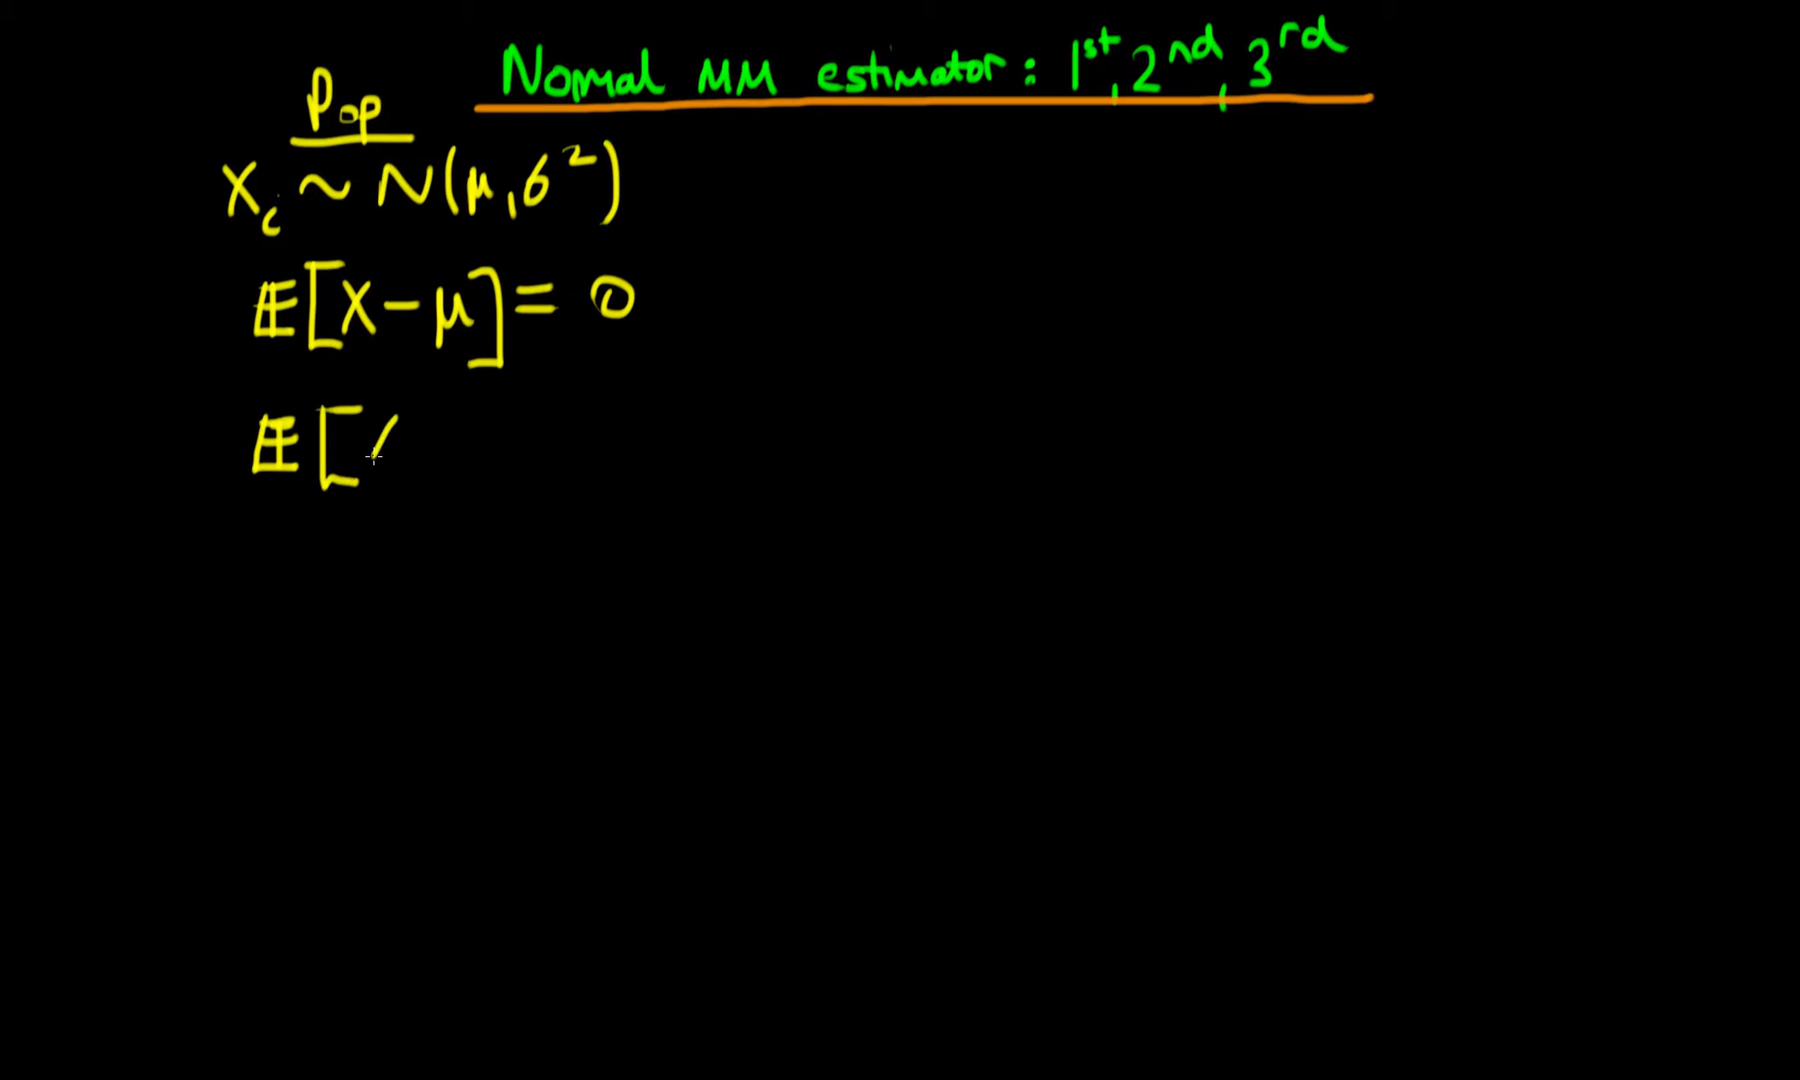 Normal MM estimator: 1st, 2nd, 3rd
Pop
Xi ~ N(μ, σ²)
𝔼[X - μ] = 0
𝔼[(